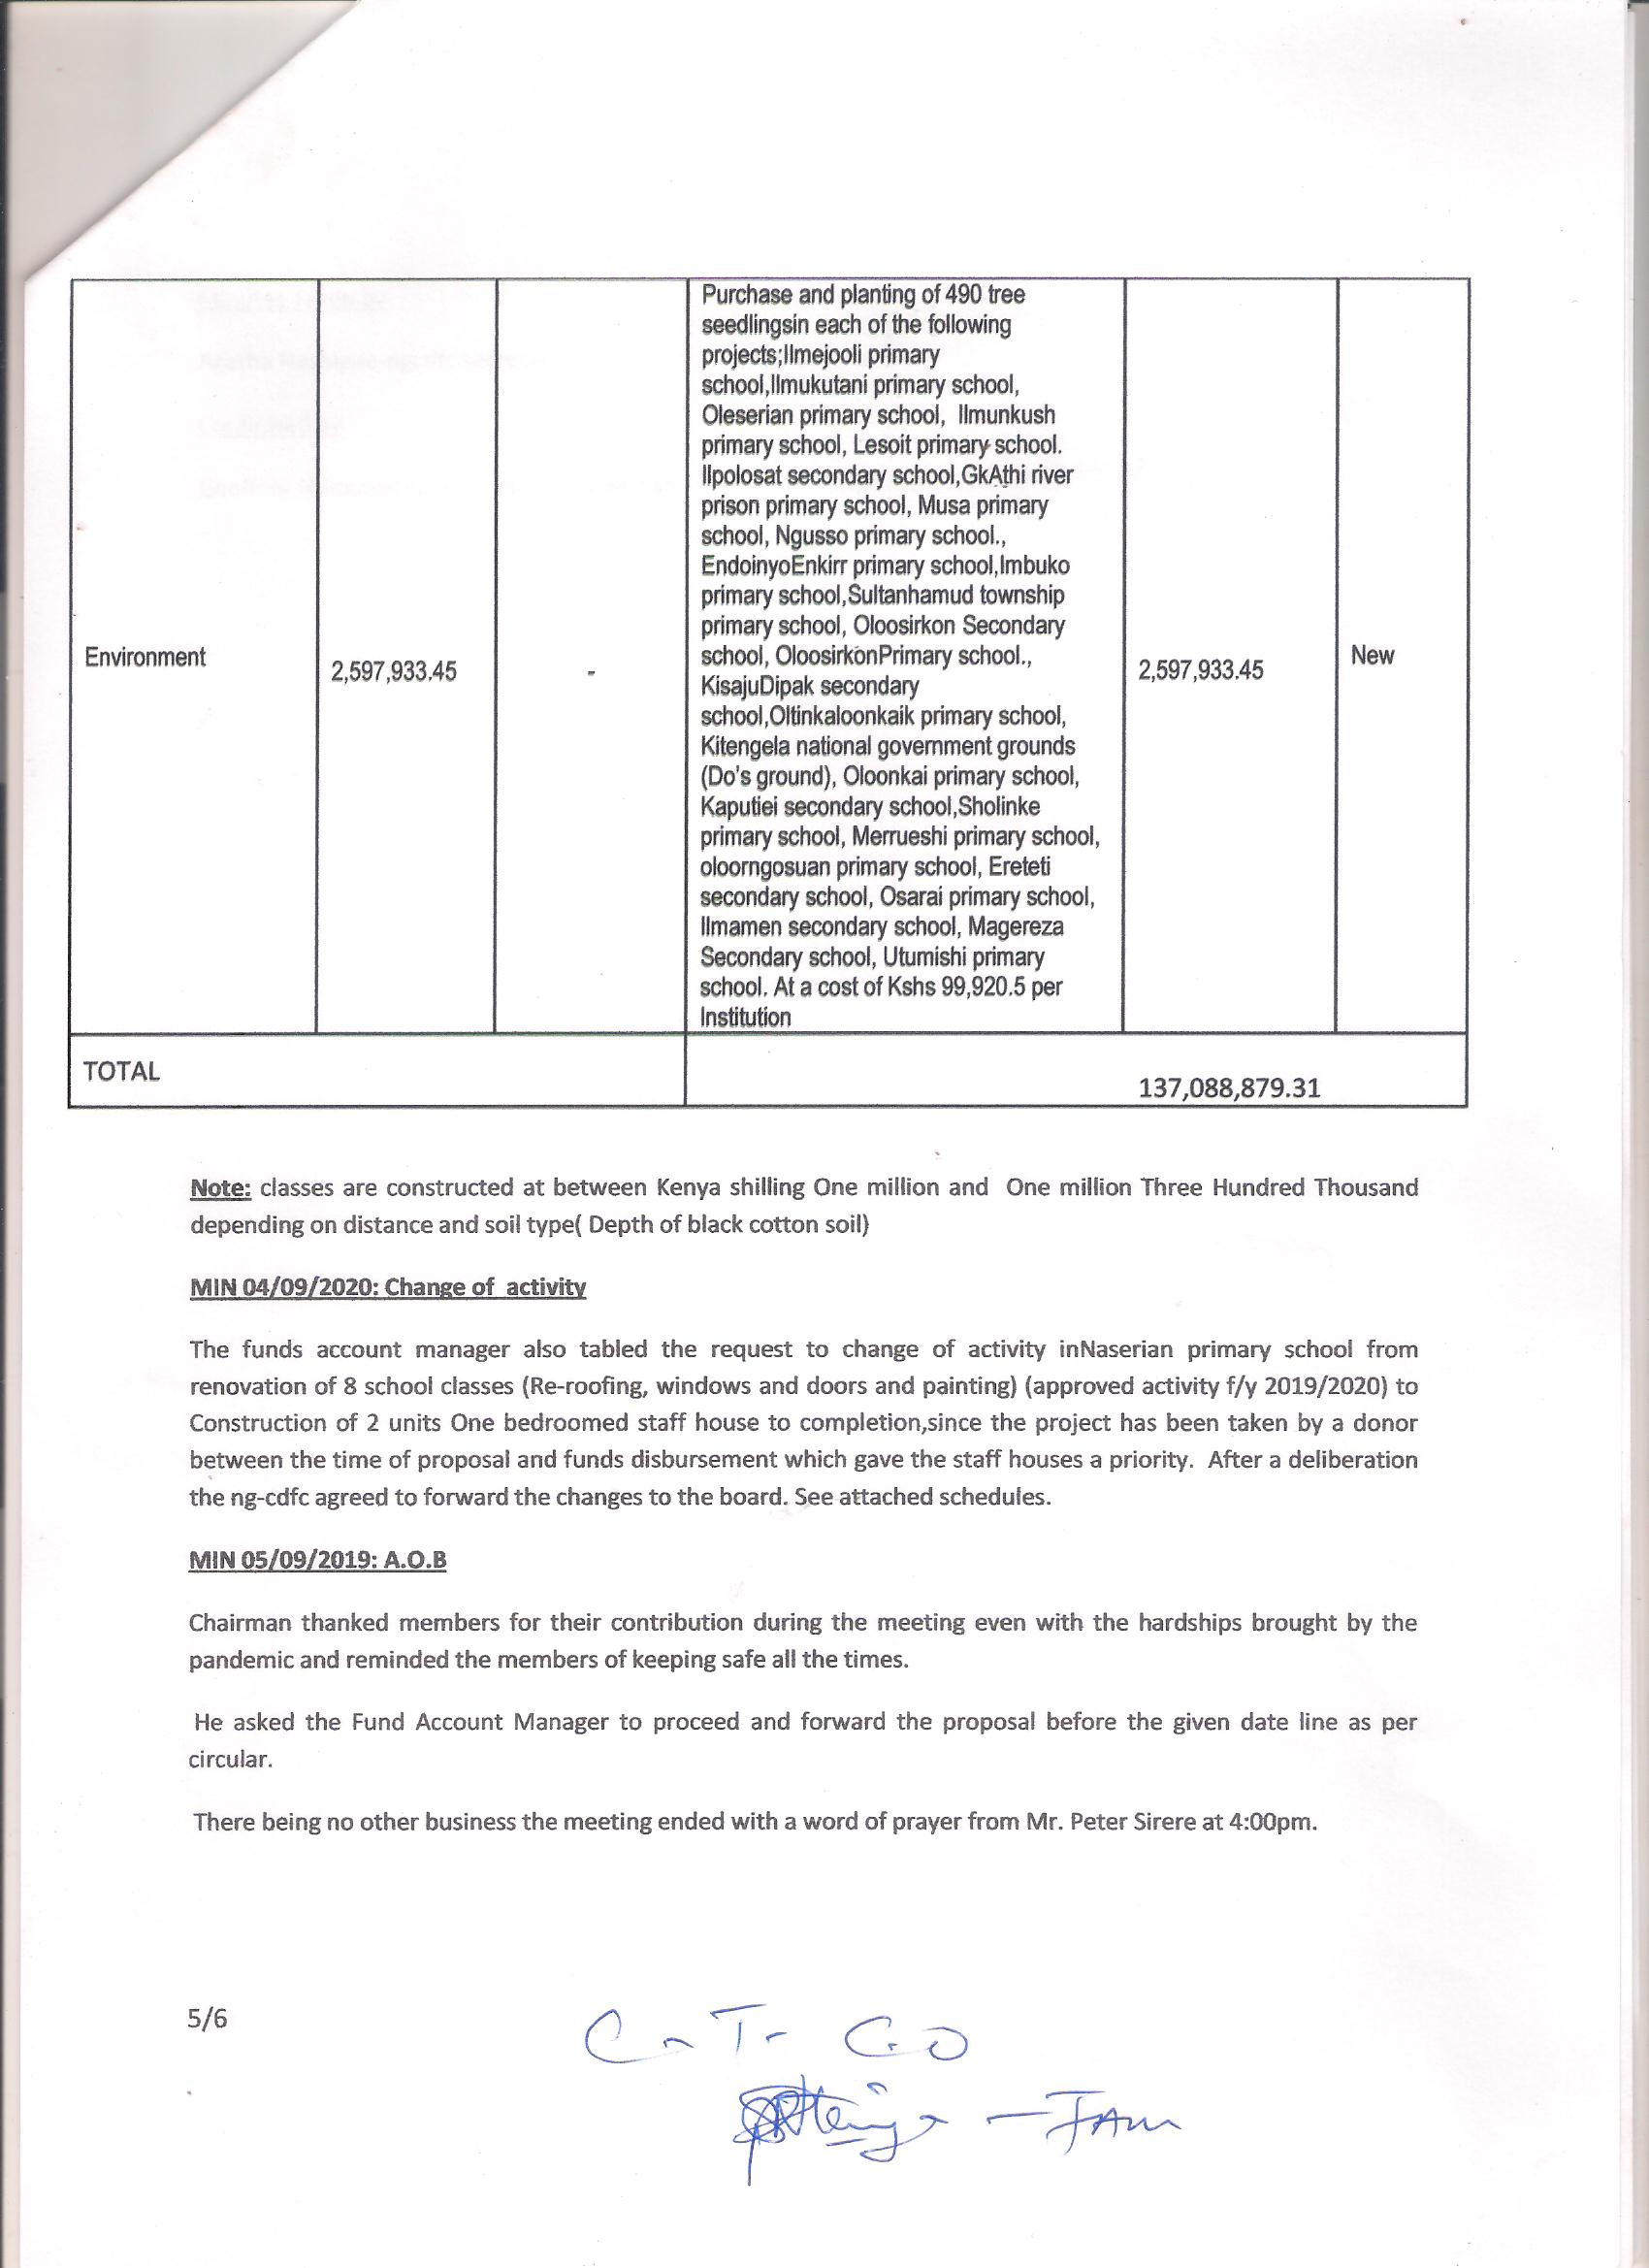 Purchase and planting of 490 tree
seedlingsin each of the following
projects;Ilmejooli primary
school,Ilmukutani primary school,
Oleserian primary school, Ilmunkush
primary school, Lesoit primary school.
Ilpolosat secondary school,GkAthi river
prison primary school, Musa primary
school, Ngusso primary school.,
EndoinyoEnkirr primary school,Imbuko
primary school,Sultanhamud township
primary school, Oloosirkon Secondary
school, OloosirkonPrimary school.,
KisajuDipak secondary
school,Oltinkaloonkaik primary school,
Kitengela national government grounds
(Do's ground), Oloonkai primary school,
Kaputiei secondary school,Sholinke
primary school, Merrueshi primary school,
oloorngosuan primary school, Ereteti
secondary school, Osarai primary school,
Ilmamen secondary school, Magereza
Secondary school, Utumishi primary
school. At a cost of Kshs 99,920.5 per
Institution
Environment
2,597,933.45
-
2,597,933.45
New
TOTAL
137,088,879.31
Note: classes are constructed at between Kenya shilling One million and One million Three Hundred Thousand
depending on distance and soil type( Depth of black cotton soil)
MIN 04/09/2020: Change of activity
The funds account manager also tabled the request to change of activity inNaserian primary school from
renovation of 8 school classes (Re-roofing, windows and doors and painting) (approved activity f/y 2019/2020) to
Construction of 2 units One bedroomed staff house to completion,since the project has been taken by a donor
between the time of proposal and funds disbursement which gave the staff houses a priority. After a deliberation
the ng-cdfc agreed to forward the changes to the board. See attached schedules.
MIN 05/09/2019: A.O.B
Chairman thanked members for their contribution during the meeting even with the hardships brought by the
pandemic and reminded the members of keeping safe all the times.
He asked the Fund Account Manager to proceed and forward the proposal before the given date line as per
circular.
There being no other business the meeting ended with a word of prayer from Mr. Peter Sirere at 4:00pm.
5/6
- FAM